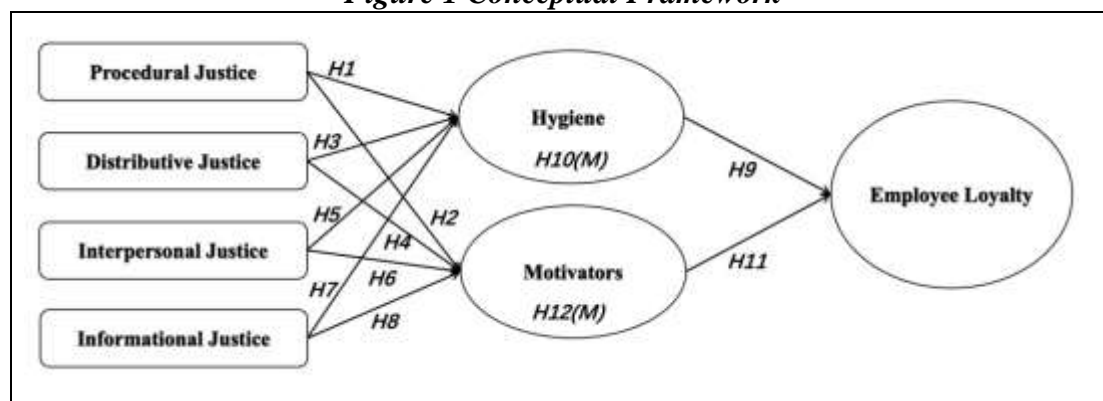 Figure 1 Conceptual Framework
Procedural Justice
H1
Hygiene
H10(M)
Distributive Justice
H3
H9
Employee Loyalty
Interpersonal Justice
H5
H2
H4
H6
Motivators
H12(M)
H11
Informational Justice
H7
H8